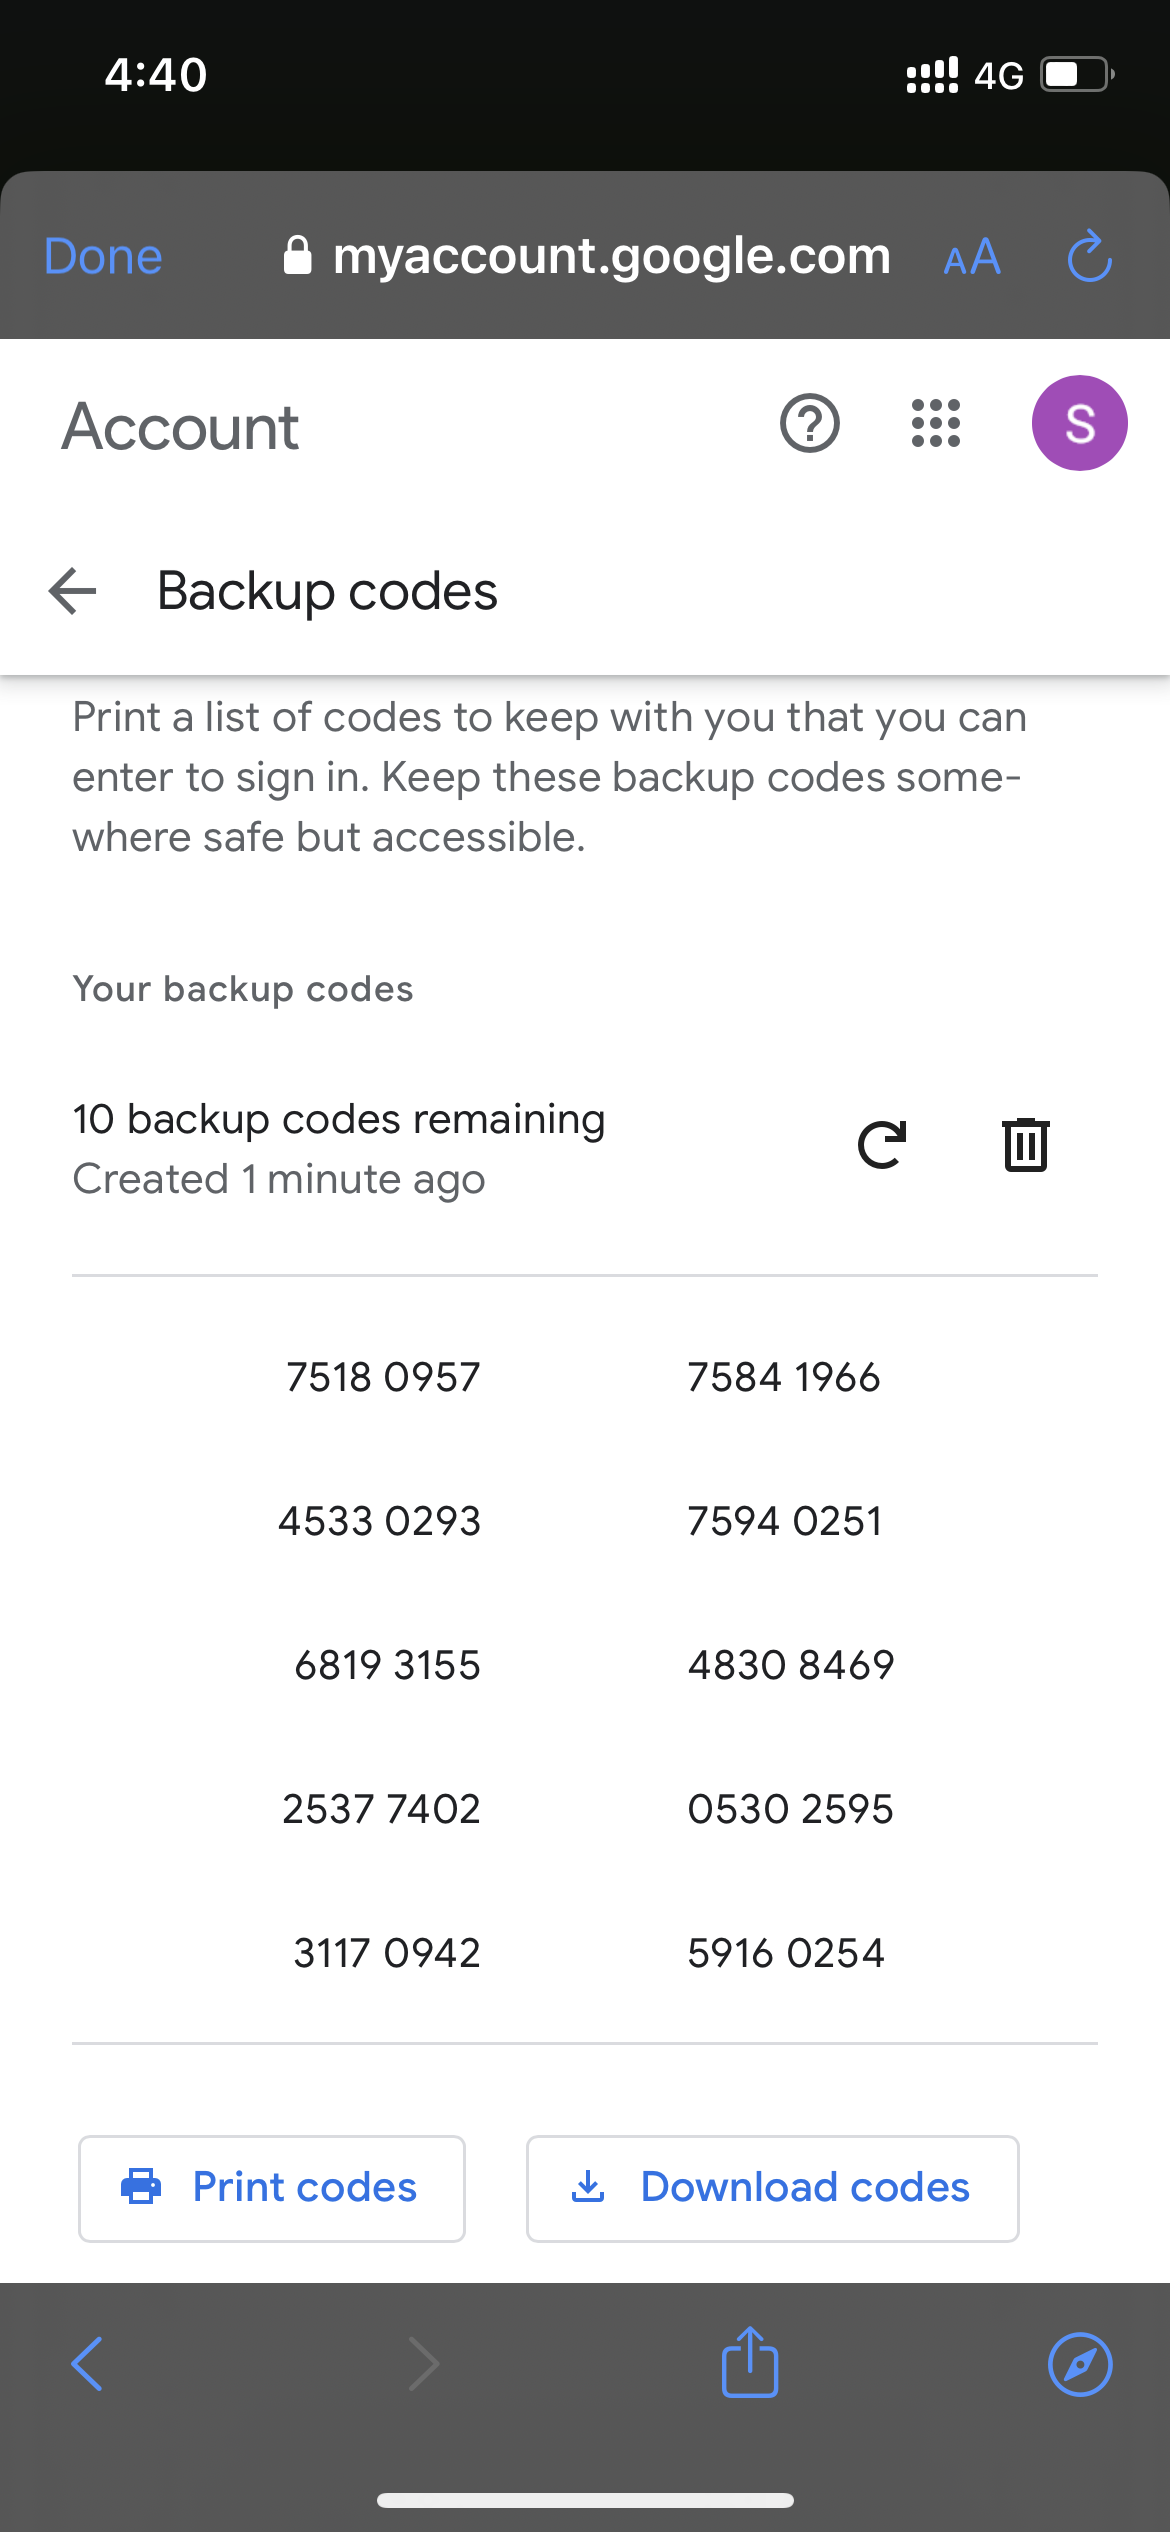 4:40
4G
Done
myaccount.google.com
AA
Account
S
Backup codes
Print a list of codes to keep with you that you can
enter to sign in. Keep these backup codes some-
where safe but accessible.
Your backup codes
10 backup codes remaining
Created 1 minute ago
7518 0957 7584 1966
4533 0293 7594 0251
6819 3155 4830 8469
2537 7402 0530 2595
3117 0942 5916 0254
Print codes
Download codes